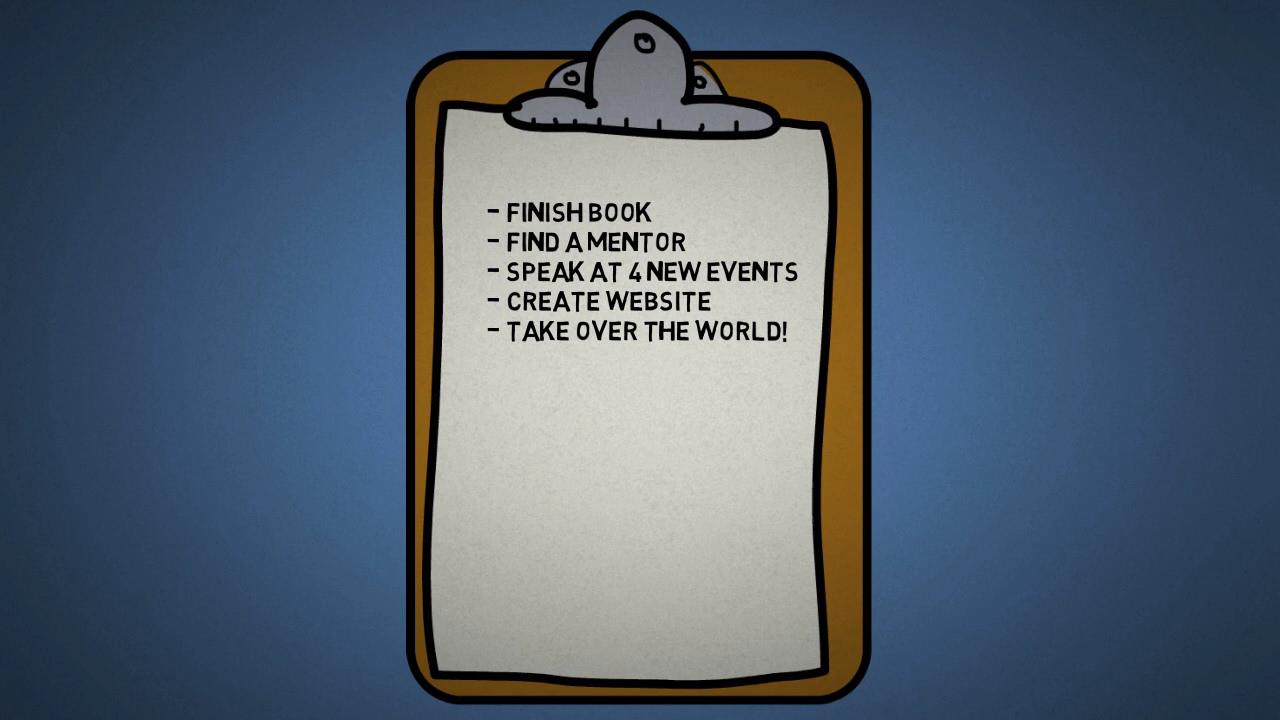 - FINISH BOOK
- FIND A MENTOR
- SPEAK AT 4 NEW EVENTS
- CREATE WEBSITE
- TAKE OVER THE WORLD!